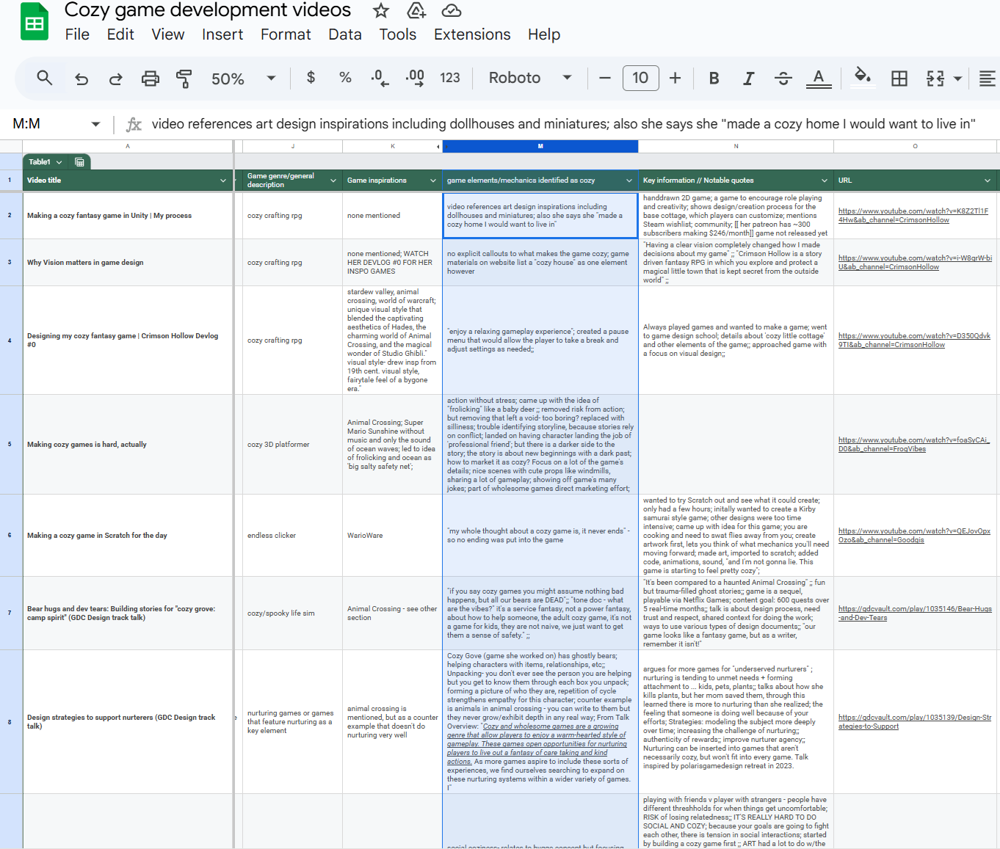 Cozy game development videos
File Edit View Insert Format Data Tools Extensions Help
50% $ % .0 .00 123 Roboto 10 B I A
M:M fx video references art design inspirations including dollhouses and miniatures; also she says she "made a cozy home I would want to live in"
A J K M N O
Table1
1 Video title
Game genre/general
description
Game inspirations
game elements/mechanics identified as cozy
Key information // Notable quotes
URL
2 Making a cozy fantasy game in Unity | My process
cozy crafting rpg
none mentioned
video references art design inspirations including
dollhouses and miniatures; also she says she "made a
cozy home I would want to live in"
handdrawn 2D game; a game to encourage role playing
and creativity; shows design/creation process for the
base cottage, which players can customize; mentions
Steam wishlist; community; [[ her patreon has ~300
subscribers making $246/month]] game not released yet
https://www.youtube.com/watch?v=K8Z2Tl1F
4Hw&ab_channel=CrimsonHollow
3 Why Vision matters in game design
cozy crafting rpg
none mentioned; WATCH
HER DEVLOG #0 FOR HER
INSPO GAMES
no explicit callouts to what makes the game cozy; game
materials on website list a "cozy house" as one element
however
"Having a clear vision completely changed how I made
decisions about my game" ;; "Crimson Hollow is a story
driven fantasy RPG in which you explore and protect a
magical little town that is kept secret from the outside
world" ;;
https://www.youtube.com/watch?v=i-W8grW-bi
U&ab_channel=CrimsonHollow
4 Designing my cozy fantasy game | Crimson Hollow Devlog
#0
cozy crafting rpg
stardew valley, animal
crossing, world of warcraft;
unique visual style that
blended the captivating
aesthetics of Hades, the
charming world of Animal
Crossing, and the magical
wonder of Studio Ghibli."
visual style- drew insp from
19th cent. visual style,
fairytale feel of a bygone
era."
"enjoy a relaxing gameplay experience"; created a pause
menu that would allow the player to take a break and
adjust settings as needed;;
Always played games and wanted to make a game; went
to game design school; details about 'cozy little cottage'
and other elements of the game;; approached game with
a focus on visual design;;
https://www.youtube.com/watch?v=D350Qdvk
9TI&ab_channel=CrimsonHollow
5 Making cozy games is hard, actually
cozy 3D platformer
Animal Crossing; Super
Mario Sunshine without
music and only the sound
of ocean waves; led to idea
of frolicking and ocean as
'big salty safety net';
action without stress; came up with the idea of
"frolicking" like a baby deer ;; removed risk from action;
but removing that left a void- too boring? replaced with
silliness; trouble identifying storyline, because stories rely
on conflict; landed on having character landing the job of
'professional friend'; but there is a darker side to the
story; the story is about new beginnings with a dark past;
how to market it as cozy? Focus on a lot of the game's
details; nice scenes with cute props like windmills,
sharing a lot of gameplay; showing off game's many
jokes; part of wholesome games direct marketing effort;
https://www.youtube.com/watch?v=foaSyCAi_
D0&ab_channel=FrogVibes
6 Making a cozy game in Scratch for the day
endless clicker
WarioWare
"my whole thought about a cozy game is, it never ends" -
so no ending was put into the game
wanted to try Scratch out and see what it could create;
only had a few hours; initally wanted to create a Kirby
samurai style game; other designs were too time
intensive; came up with idea for this game; you are
cooking and need to swat flies away from you; create
artwork first, lets you think of what mechanics you'll need
moving forward; made art, imported to scratch; added
code, animations, sound, "and I'm not gonna lie. This
game is starting to feel pretty cozy";
https://www.youtube.com/watch?v=QEJovOpx
Ozo&ab_channel=Goodgis
7 Bear hugs and dev tears: Building stories for "cozy grove:
camp spirit" (GDC Design track talk)
cozy/spooky life sim
Animal Crossing - see other
section
"if you say cozy games you might assume nothing bad
happens, but all our bears are DEAD";; "tone doc - what
are the vibes?" it's a service fantasy, not a power fantasy,
about how to help someone, the adult cozy game, it's not
a game for kids, they are not naive, we just want to get
them a sense of safety." ;;
"It's been compared to a haunted Animal Crossing" ;; fun
but trauma-filled ghost stories;; game is a sequel,
playable via Netflix Games; content goal: 600 quests over
5 real-time months;; talk is about design process, need
trust and respect, shared context for doing the work;
ways to use various types of design documents;; "our
game looks like a fantasy game, but as a writer,
remember it isn't!"
https://gdcvault.com/play/1035146/Bear-Hugs
-and-Dev-Tears
8 Design strategies to support nurterers (GDC Design track
talk)
e
nurturing games or games
that feature nurturing as a
key element
animal crossing is
mentioned, but as a counter
example that doesn't do
nurturing very well
Cozy Gove (game she worked on) has ghostly bears;
helping characters with items, relationships, etc;;
Unpacking- you don't ever see the person you are helping
but you get to know them through each box you unpack;
forming a picture of who they are, repetition of cycle
strengthens empathy for this character; counter example
is animals in animal crossing - you can write to them but
they never grow/exhibit depth in any real way; From Talk
Overview: "Cozy and wholesome games are a growing
genre that allow players to enjoy a warm-hearted style of
gameplay. These games open opportunities for nurturing
players to live out a fantasy of care taking and kind
actions. As more games aspire to include these sorts of
experiences, we find ourselves searching to expand on
these nurturing systems within a wider variety of games.
I"
argues for more games for "underserved nurturers" ;
nurturing is tending to unmet needs + forming
attachment to ... kids, pets, plants;; talks about how she
kills plants, but her mom saved them, through this
learned there is more to nurturing than she realized; the
feeling that someone is doing well because of your
efforts; Strategies: modeling the subject more deeply
over time; increasing the challenge of nurturing;;
authenticity of rewards;; improve nurturer agency;;
Nurturing can be inserted into games that aren't
necessarily cozy, but won't fit into every game. Talk
inspired by polarisgamedesign retreat in 2023.
https://gdcvault.com/play/1035139/Design-Str
ategies-to-Support
social coziness- relates to hygge concept but focusing
playing with friends v player with strangers - people have
different threshholds for when things get uncomfortable;
RISK of losing relatedness;; IT'S REALLY HARD TO DO
SOCIAL AND COZY; because your goals are going to fight
each other, there is tension in social interactions; started
by building a cozy game first ;; ART had a lot to do w/the